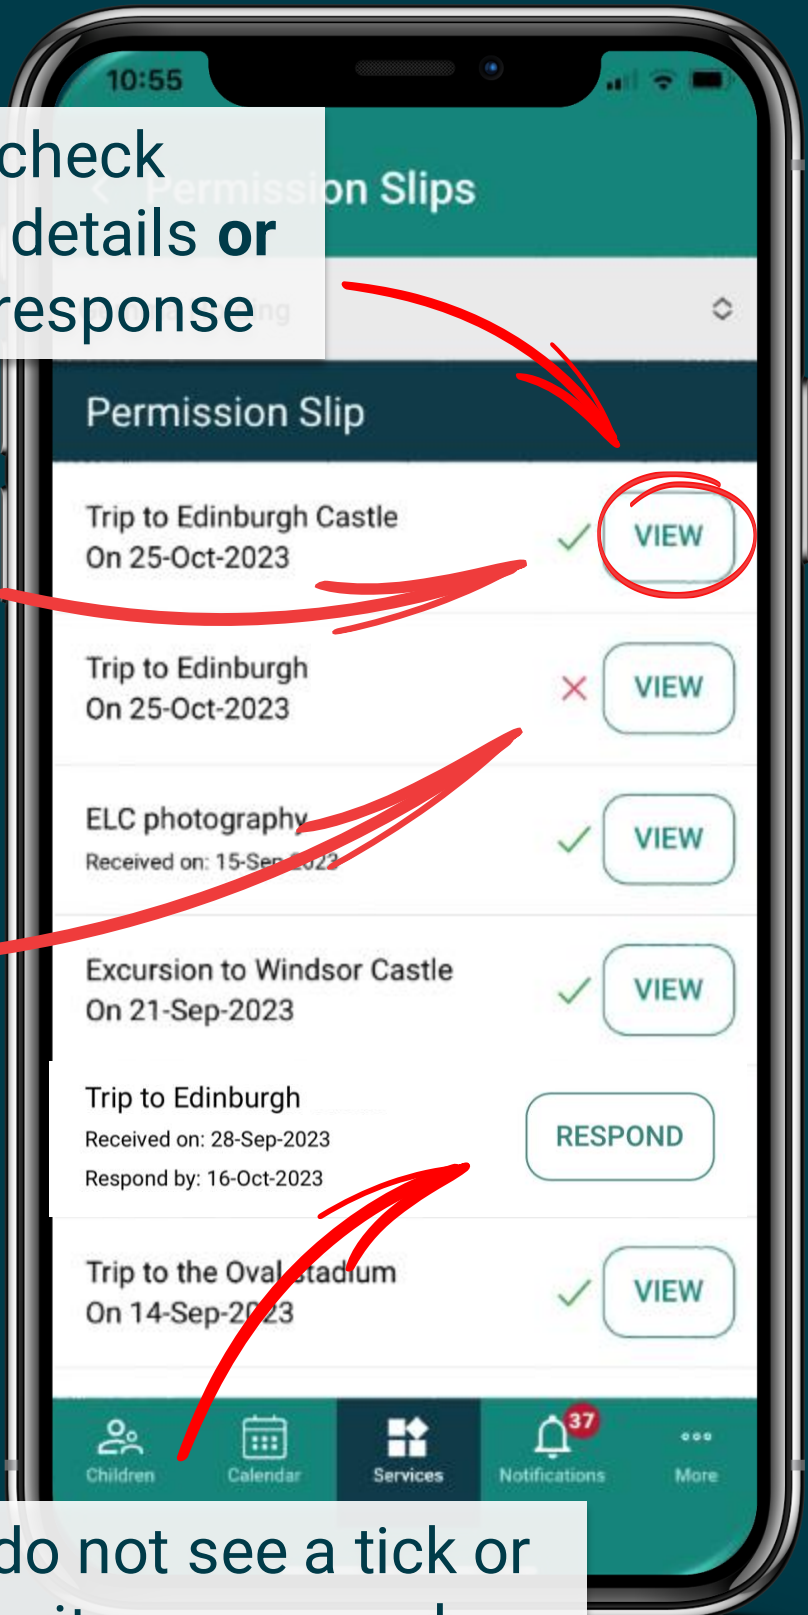 10:55
check
details or
response
Permission Slips
Permission Slip
Trip to Edinburgh Castle
On 25-Oct-2023
VIEW
Trip to Edinburgh
On 25-Oct-2023
VIEW
ELC photography
Received on: 15-Sep-2023
VIEW
Excursion to Windsor Castle
On 21-Sep-2023
VIEW
Trip to Edinburgh
Received on: 28-Sep-2023
Respond by: 16-Oct-2023
RESPOND
Trip to the Oval stadium
On 14-Sep-2023
VIEW
Children
Calendar
Services
37
Notifications
More
do not see a tick or